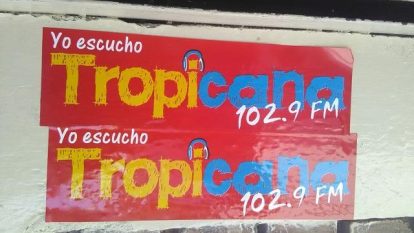 Yo escucho
Tropicana
102.9 FM
Yo escucho
Tropicana
102.9 FM